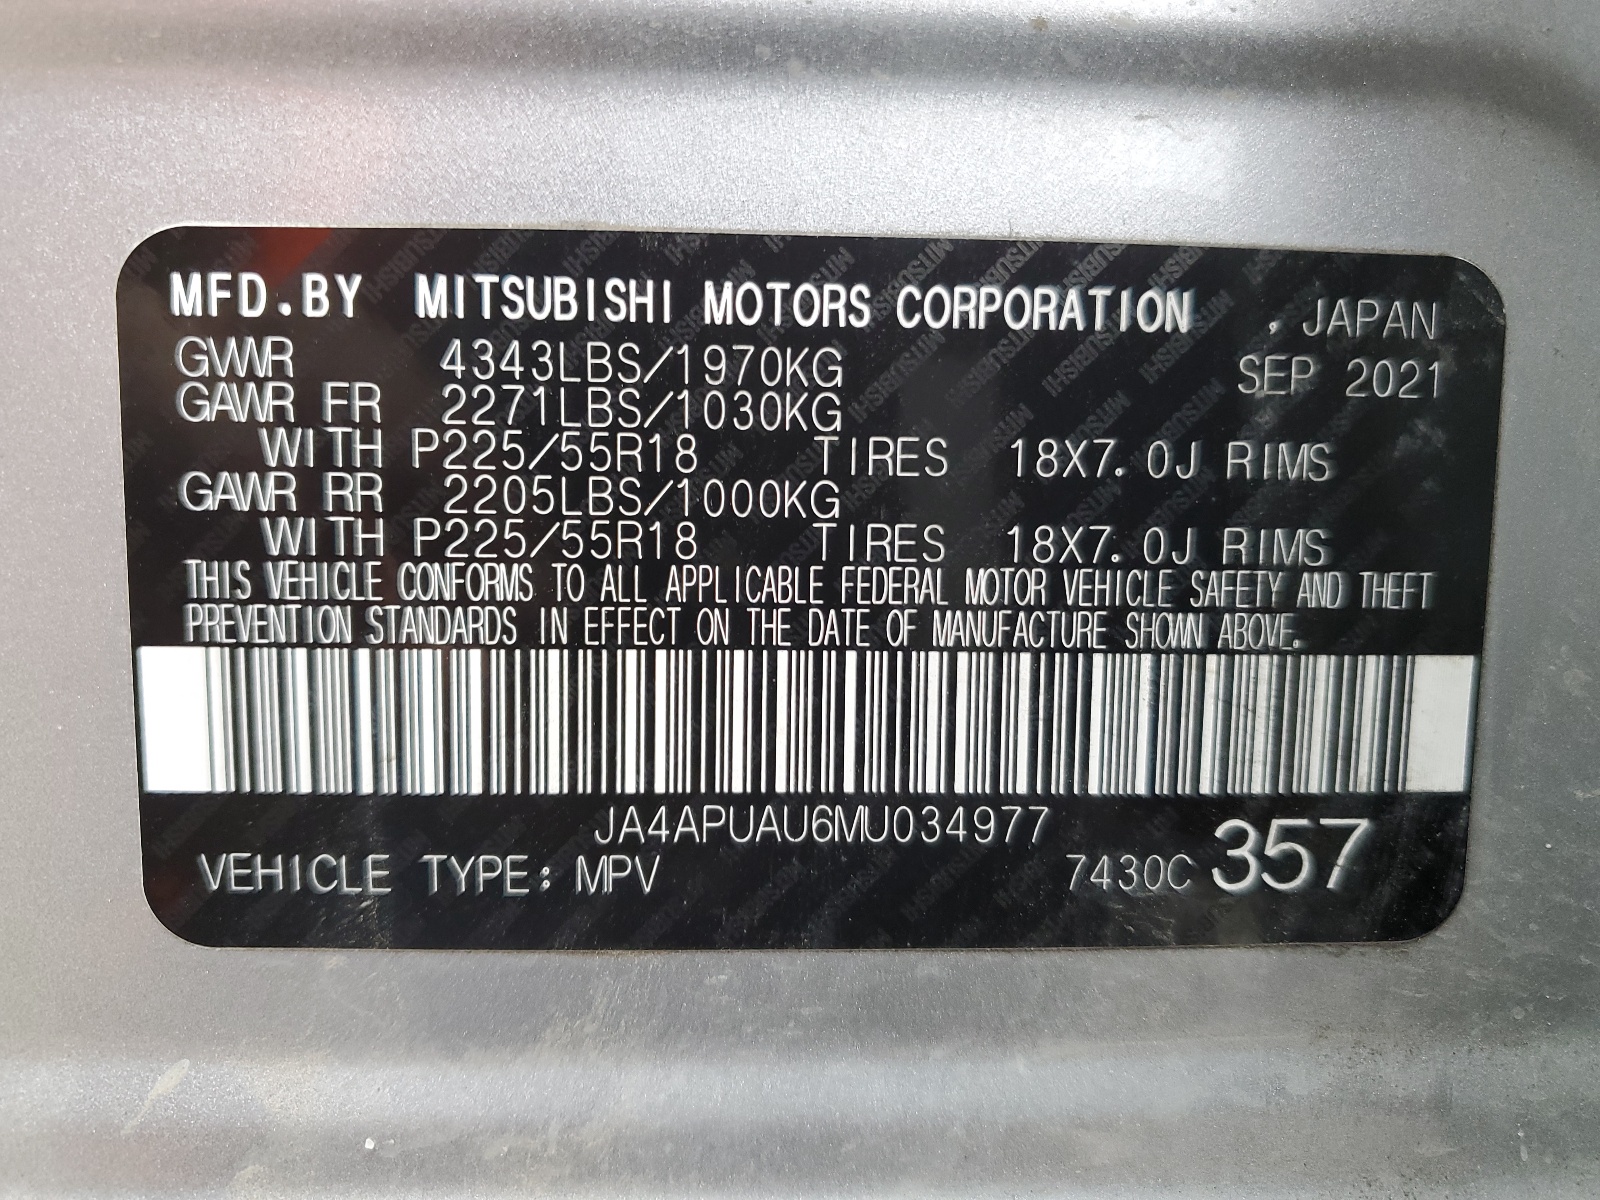 MFD.BY MITSUBISHI MOTORS CORPORATION , JAPAN
GVWR 4343LBS/1970KG SEP 2021
GAWR FR 2271LBS/1030KG
WITH P225/55R18 TIRES 18X7.0J RIMS
GAWR RR 2205LBS/1000KG
WITH P225/55R18 TIRES 18X7.0J RIMS
THIS VEHICLE CONFORMS TO ALL APPLICABLE FEDERAL MOTOR VEHICLE SAFETY AND THEFT
PREVENTION STANDARDS IN EFFECT ON THE DATE OF MANUFACTURE SHOWN ABOVE.
JA4APUAU6MU034977
VEHICLE TYPE: MPV 7430C 357